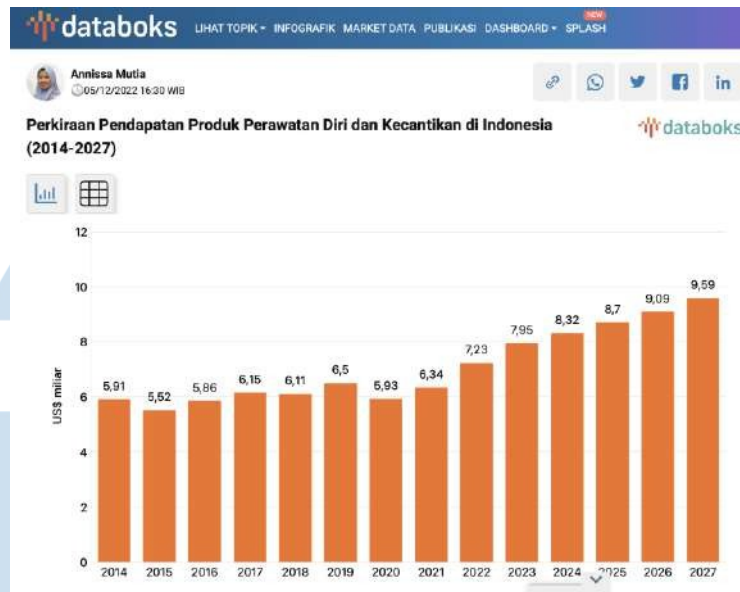 databoks LIHAT TOPIK INFOGRAFIK MARKET DATA PUBLIKASI DASHBOARD SPLASH NEW
Annissa Mutia
05/12/2022 16:30 WIB
Perkiraan Pendapatan Produk Perawatan Diri dan Kecantikan di Indonesia
(2014-2027)
databoks
12
10
8
6
4
2
0
US$ miliar
5,91 5,52 5,86 6,15 6,11 6,5 5,93 6,34 7,23 7,95 8,32 8,7 9,09 9,59
2014 2015 2016 2017 2018 2019 2020 2021 2022 2023 2024 2025 2026 2027